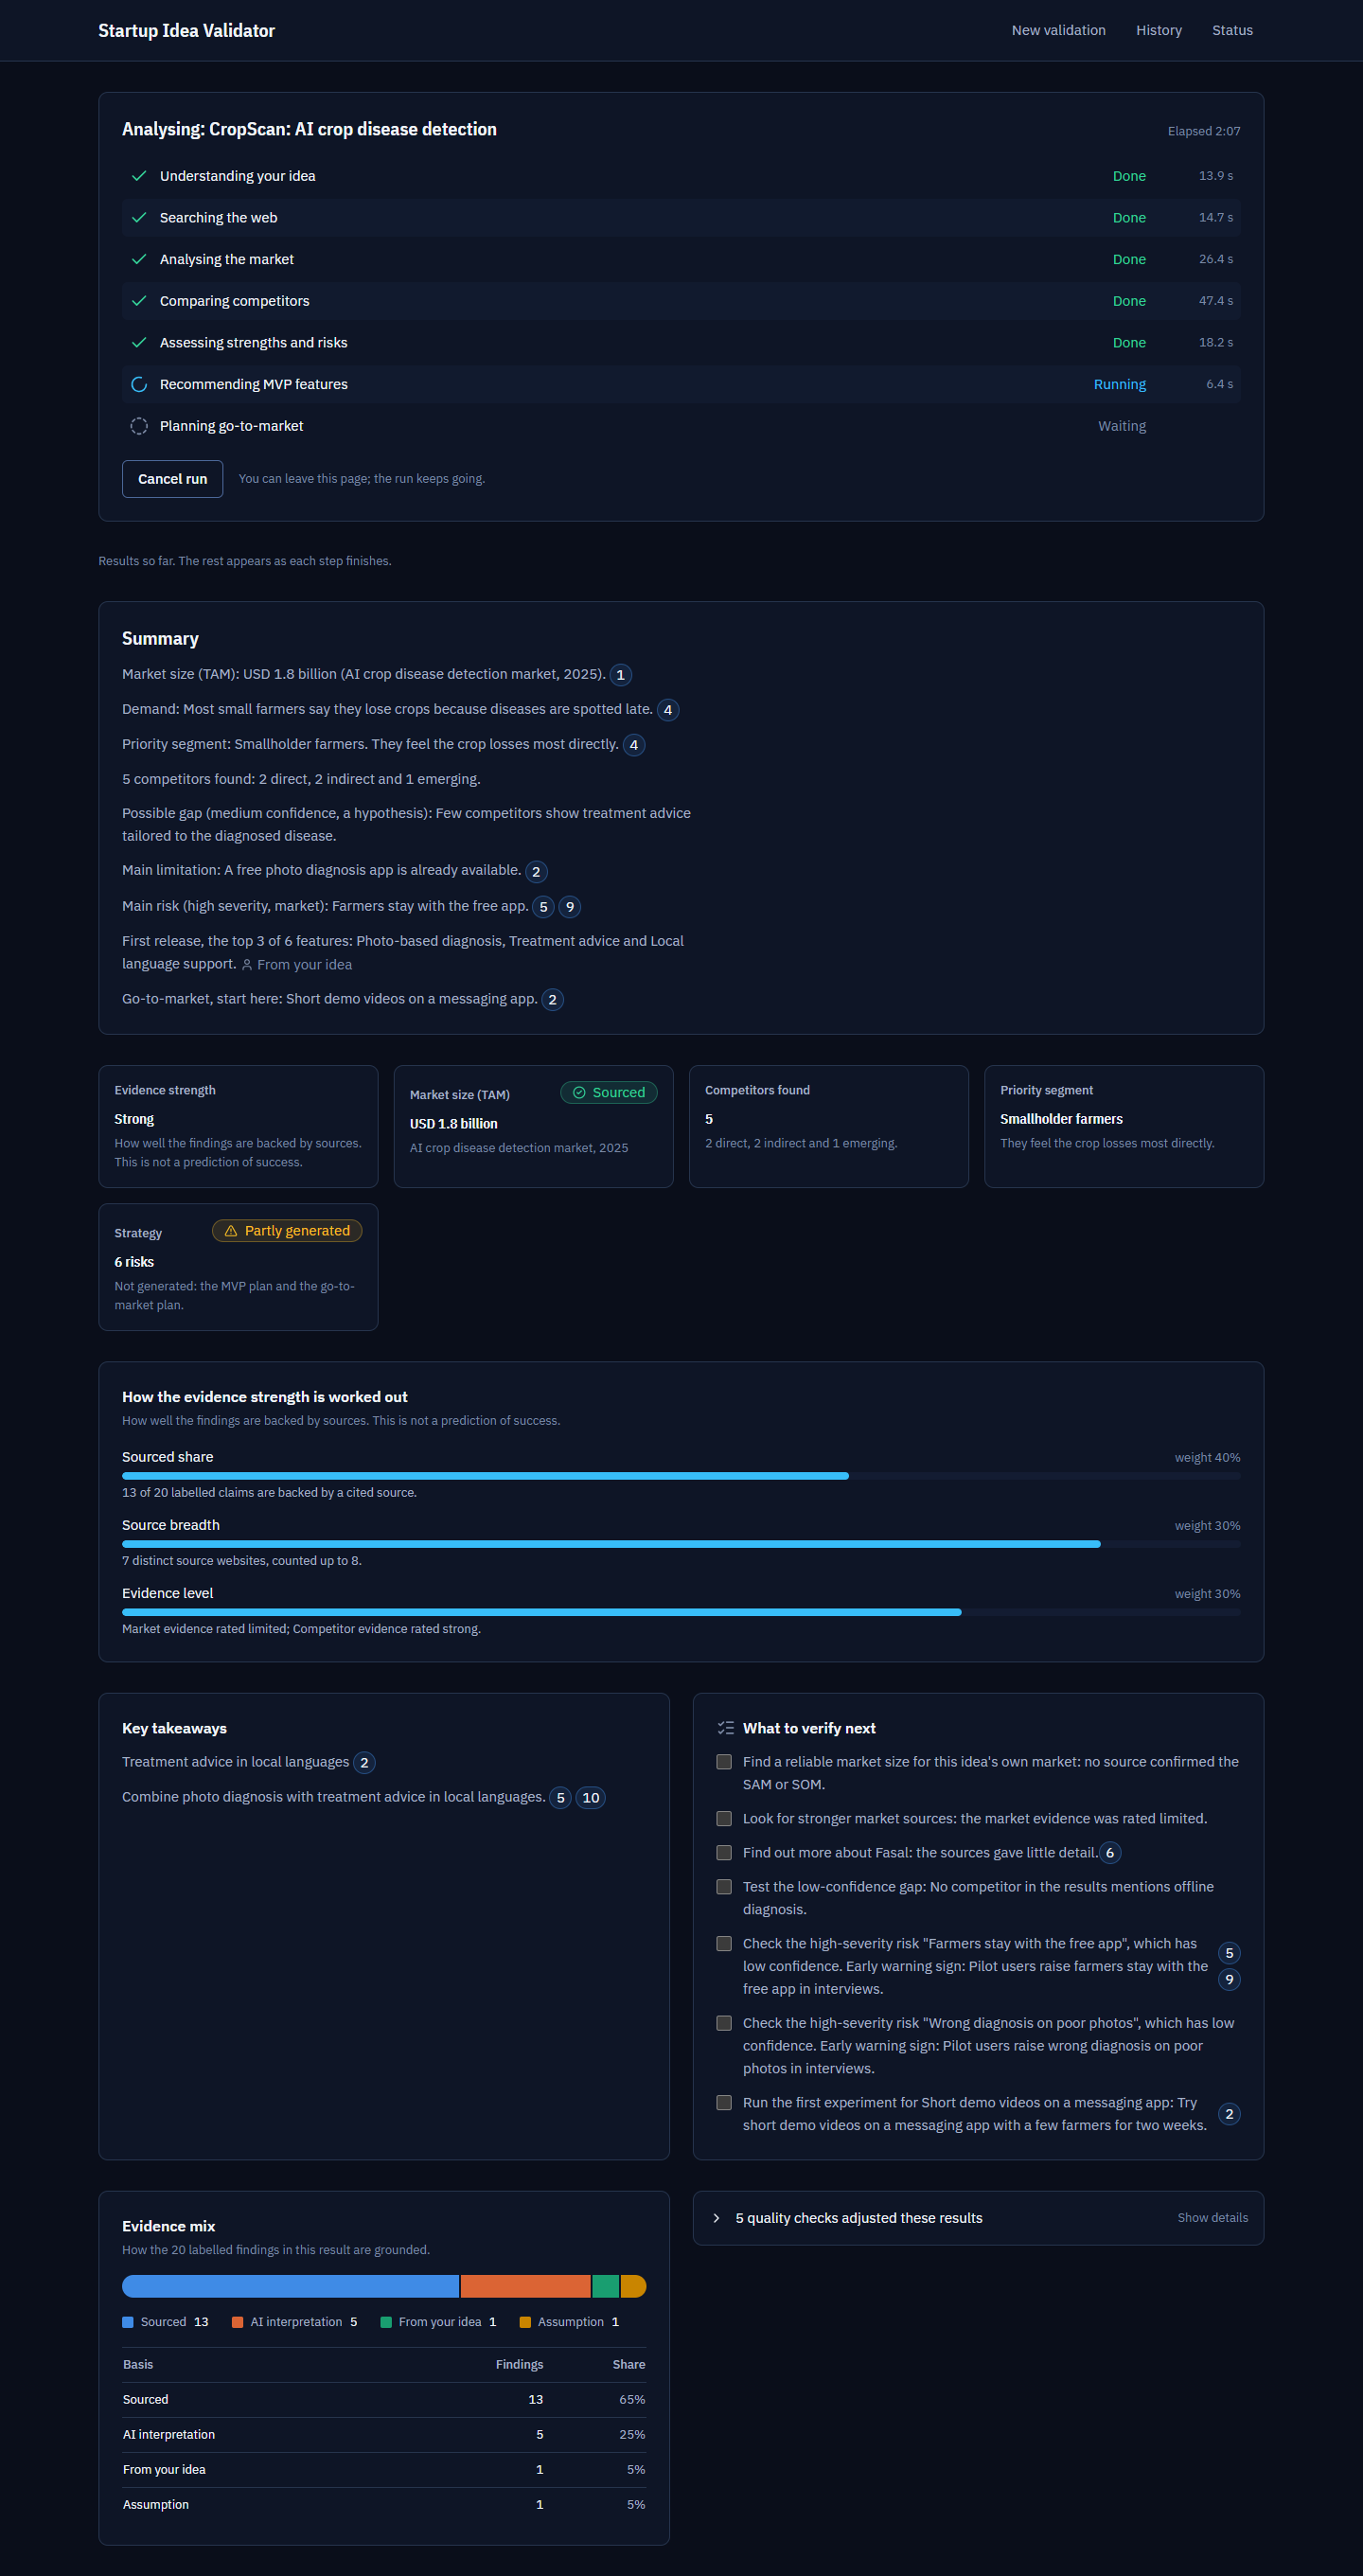 Startup Idea Validator
New validation
History
Status
Analysing: CropScan: AI crop disease detection
Elapsed 2:07
Understanding your idea
Done
13.9 s
Searching the web
Done
14.7 s
Analysing the market
Done
26.4 s
Comparing competitors
Done
47.4 s
Assessing strengths and risks
Done
18.2 s
Recommending MVP features
Running
6.4 s
Planning go-to-market
Waiting
Cancel run
You can leave this page; the run keeps going.
Results so far. The rest appears as each step finishes.
Summary
Market size (TAM): USD 1.8 billion (AI crop disease detection market, 2025). 1
Demand: Most small farmers say they lose crops because diseases are spotted late. 4
Priority segment: Smallholder farmers. They feel the crop losses most directly. 4
5 competitors found: 2 direct, 2 indirect and 1 emerging.
Possible gap (medium confidence, a hypothesis): Few competitors show treatment advice
tailored to the diagnosed disease.
Main limitation: A free photo diagnosis app is already available. 2
Main risk (high severity, market): Farmers stay with the free app. 5 9
First release, the top 3 of 6 features: Photo-based diagnosis, Treatment advice and Local
language support. From your idea
Go-to-market, start here: Short demo videos on a messaging app. 2
Evidence strength
Strong
How well the findings are backed by sources.
This is not a prediction of success.
Market size (TAM)
Sourced
USD 1.8 billion
AI crop disease detection market, 2025
Competitors found
5
2 direct, 2 indirect and 1 emerging.
Priority segment
Smallholder farmers
They feel the crop losses most directly.
Strategy
Partly generated
6 risks
Not generated: the MVP plan and the go-to-
market plan.
How the evidence strength is worked out
How well the findings are backed by sources. This is not a prediction of success.
Sourced share
weight 40%
13 of 20 labelled claims are backed by a cited source.
Source breadth
weight 30%
7 distinct source websites, counted up to 8.
Evidence level
weight 30%
Market evidence rated limited; Competitor evidence rated strong.
Key takeaways
Treatment advice in local languages 2
Combine photo diagnosis with treatment advice in local languages. 5 10
What to verify next
Find a reliable market size for this idea's own market: no source confirmed the
SAM or SOM.
Look for stronger market sources: the market evidence was rated limited.
Find out more about Fasal: the sources gave little detail. 6
Test the low-confidence gap: No competitor in the results mentions offline
diagnosis.
Check the high-severity risk "Farmers stay with the free app", which has
low confidence. Early warning sign: Pilot users raise farmers stay with the
free app in interviews.
5
9
Check the high-severity risk "Wrong diagnosis on poor photos", which has low
confidence. Early warning sign: Pilot users raise wrong diagnosis on poor
photos in interviews.
Run the first experiment for Short demo videos on a messaging app: Try
short demo videos on a messaging app with a few farmers for two weeks.
2
Evidence mix
How the 20 labelled findings in this result are grounded.
Sourced 13
AI interpretation 5
From your idea 1
Assumption 1
Basis Findings Share
Sourced 13 65%
AI interpretation 5 25%
From your idea 1 5%
Assumption 1 5%
5 quality checks adjusted these results
Show details